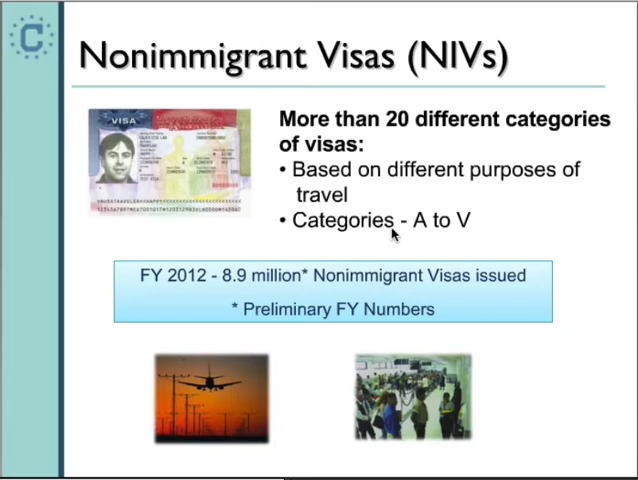 C
Nonimmigrant Visas (NIVs)
VISA
More than 20 different categories
of visas:
• Based on different purposes of
travel
• Categories - A to V
FY 2012 - 8.9 million* Nonimmigrant Visas issued
* Preliminary FY Numbers